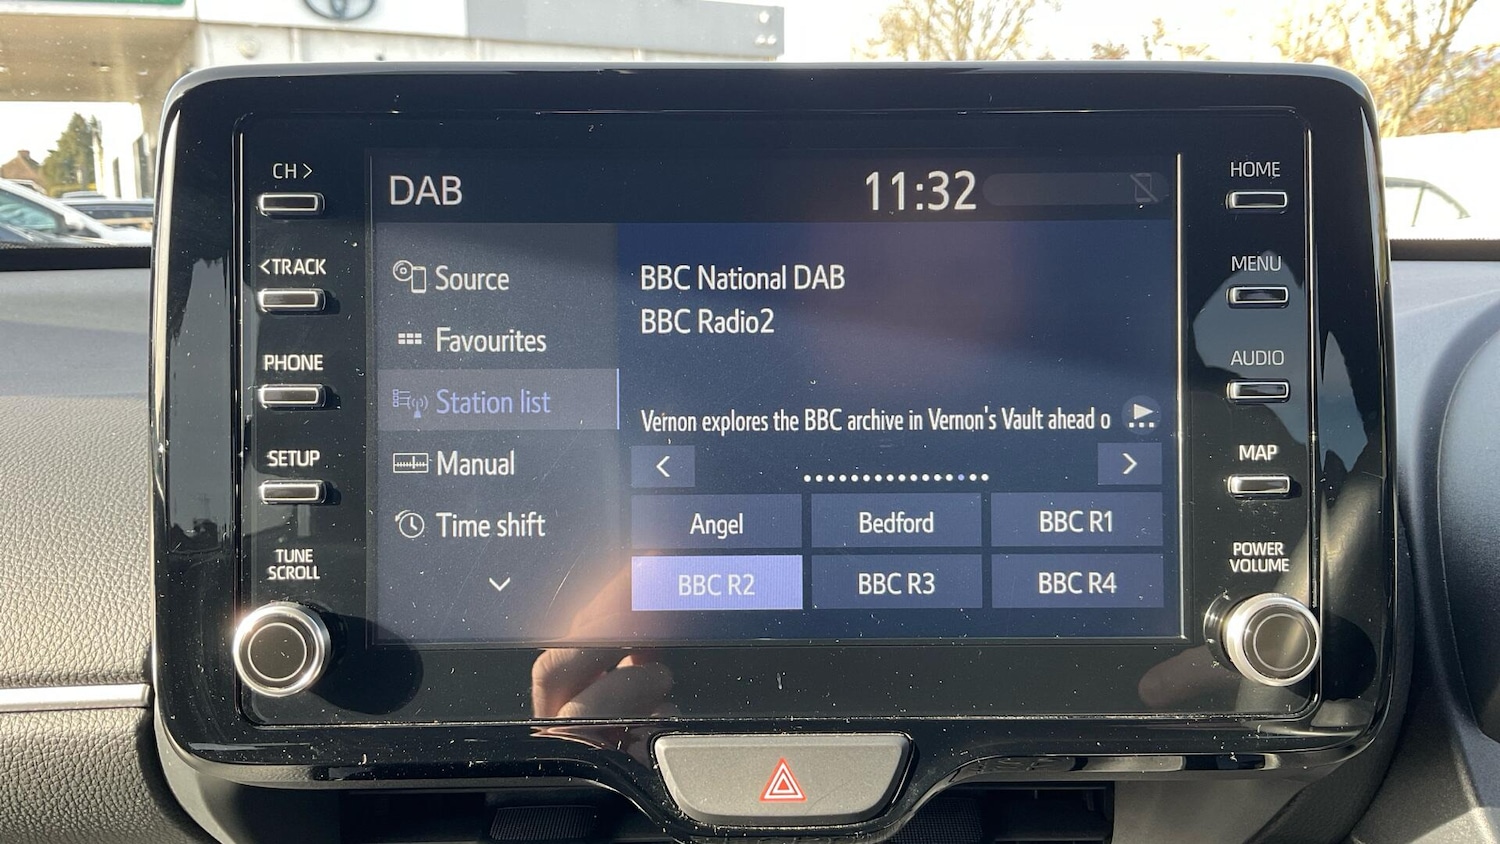 CH >
<TRACK
PHONE
SETUP
TUNE
SCROLL
DAB
11:32
Source
Favourites
Station list
Manual
Time shift
BBC National DAB
BBC Radio2
Vernon explores the BBC archive in Vernon's Vault ahead o
<
>
Angel
Bedford
BBC R1
BBC R2
BBC R3
BBC R4
HOME
MENU
AUDIO
MAP
POWER
VOLUME